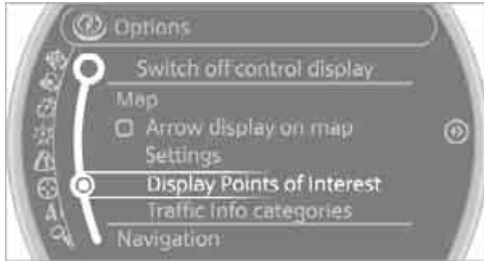 Options
Switch off control display
Map
Arrow display on map
Settings
Display Points of Interest
Traffic Info categories
Navigation